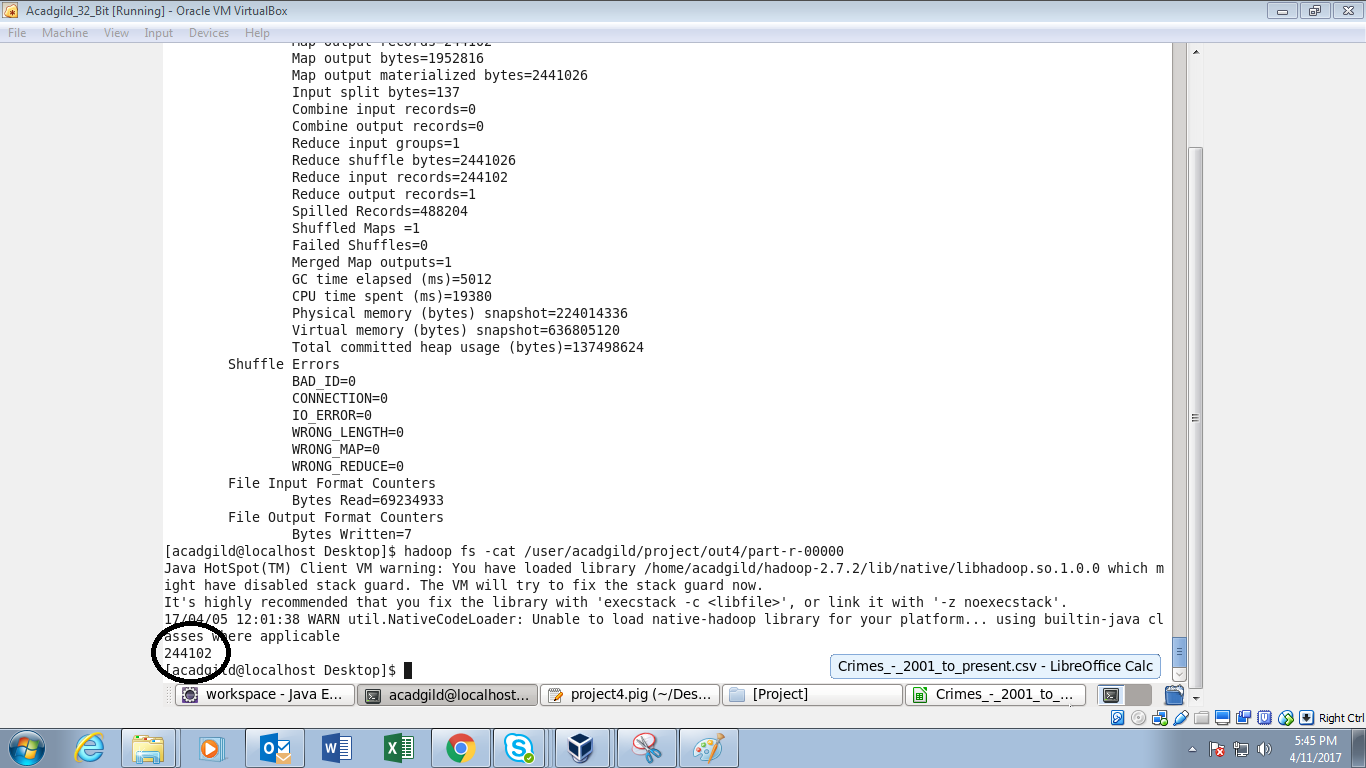 Acadgild_32_Bit [Running] - Oracle VM VirtualBox
File Machine View Input Devices Help
Map output records=244102
Map output bytes=1952816
Map output materialized bytes=2441026
Input split bytes=137
Combine input records=0
Combine output records=0
Reduce input groups=1
Reduce shuffle bytes=2441026
Reduce input records=244102
Reduce output records=1
Spilled Records=488204
Shuffled Maps =1
Failed Shuffles=0
Merged Map outputs=1
GC time elapsed (ms)=5012
CPU time spent (ms)=19380
Physical memory (bytes) snapshot=224014336
Virtual memory (bytes) snapshot=636805120
Total committed heap usage (bytes)=137498624
Shuffle Errors
BAD_ID=0
CONNECTION=0
IO_ERROR=0
WRONG_LENGTH=0
WRONG_MAP=0
WRONG_REDUCE=0
File Input Format Counters
Bytes Read=69234933
File Output Format Counters
Bytes Written=7
[acadgild@localhost Desktop]$ hadoop fs -cat /user/acadgild/project/out4/part-r-00000
Java HotSpot(TM) Client VM warning: You have loaded library /home/acadgild/hadoop-2.7.2/lib/native/libhadoop.so.1.0.0 which m
ight have disabled stack guard. The VM will try to fix the stack guard now.
It's highly recommended that you fix the library with 'execstack -c <libfile>', or link it with '-z noexecstack'.
17/04/05 12:01:38 WARN util.NativeCodeLoader: Unable to load native-hadoop library for your platform... using builtin-java cl
asses where applicable
244102
[acadgild@localhost Desktop]$
Crimes_-_2001_to_present.csv - LibreOffice Calc
workspace - Java E... acadgild@localhost... project4.pig (~/Des... [Project] Crimes_-_2001_to_...
Right Ctrl
5:45 PM
4/11/2017